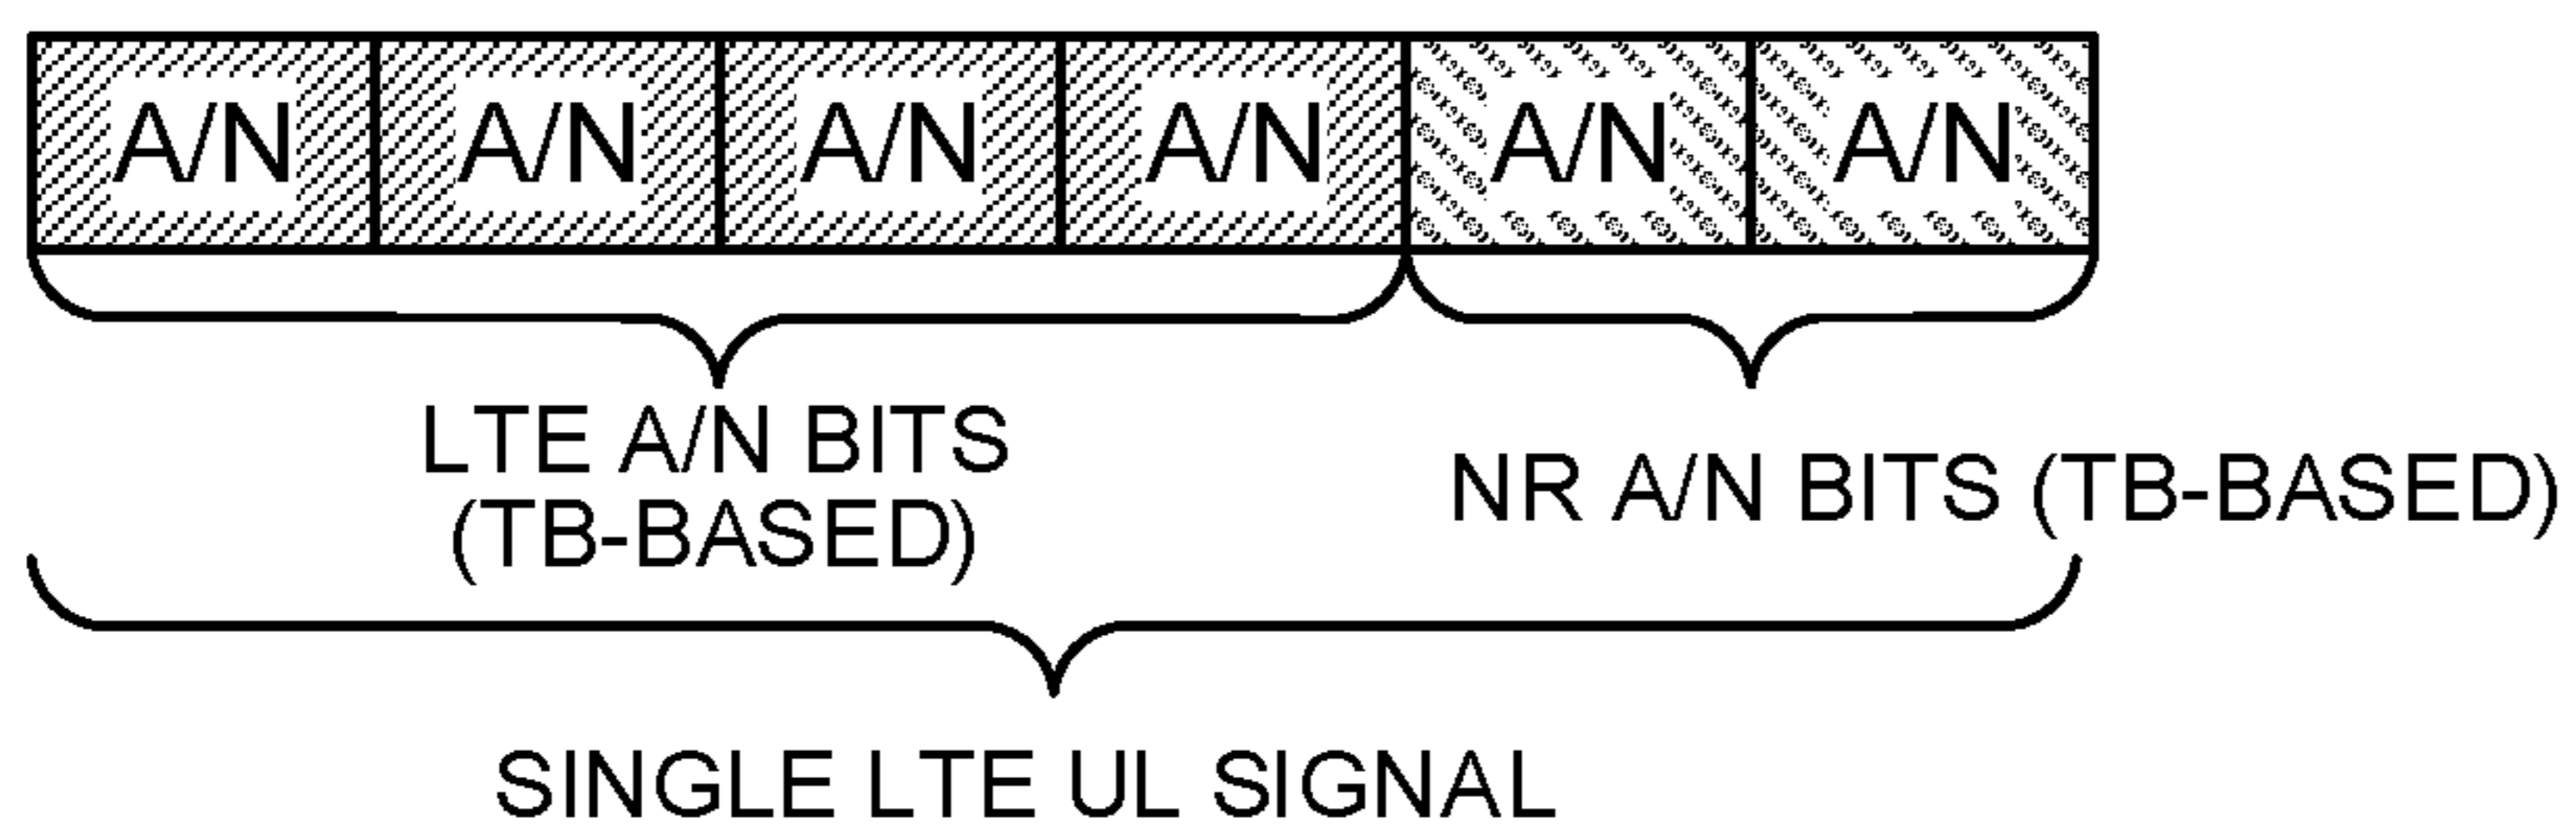 A/N A/N A/N A/N A/N A/N
LTE A/N BITS
(TB-BASED)
NR A/N BITS (TB-BASED)
SINGLE LTE UL SIGNAL